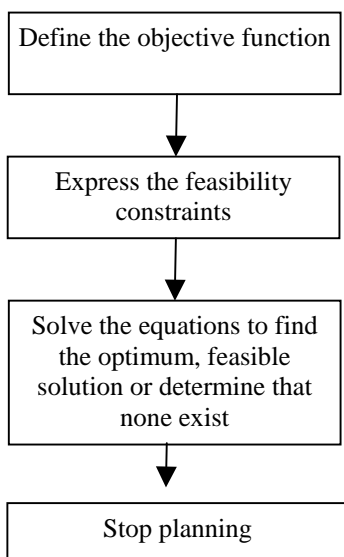 Define the objective function
Express the feasibility
constraints
Solve the equations to find
the optimum, feasible
solution or determine that
none exist
Stop planning